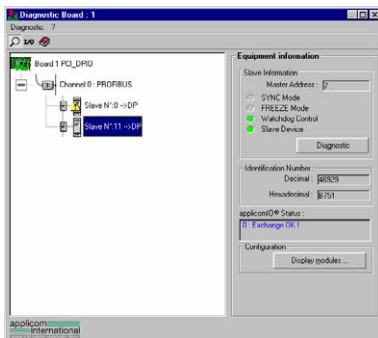 Diagnostic Board : 1
Diagnostic ?
I/O
Board 1 PCI_DPIO
Channel 0 : PROFIBUS
Slave N°:0 -->DP
Slave N°:11 -->DP
Equipment information
Slave Information
Master Address : 7
SYNC Mode
FREEZE Mode
Watchdog Control
Slave Device
Diagnostic
Identification Number
Decimal : 46929
Hexadecimal : B751
applicomIO® Status :
0 : Exchange OK !
Configuration
Display modules ...
applicom
international